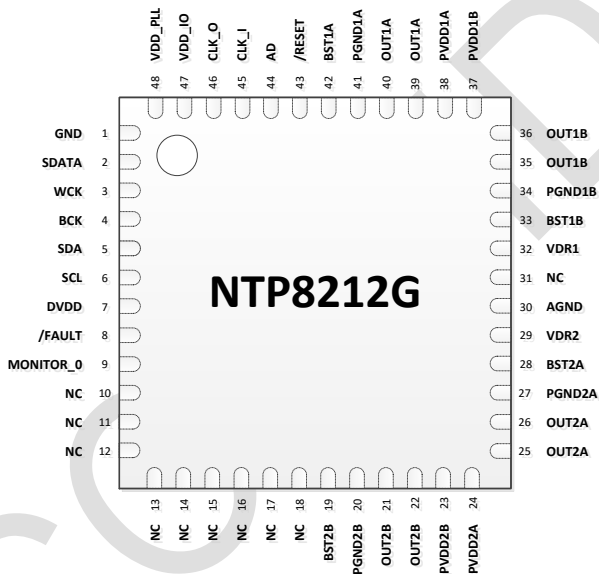 48 VDD_PLL
47 VDD_IO
46 CLK_O
45 CLK_I
44 AD
43 /RESET
42 BST1A
41 PGND1A
40 OUT1A
39 OUT1A
38 PVDD1A
37 PVDD1B
GND 1
SDATA 2
WCK 3
BCK 4
SDA 5
SCL 6
DVDD 7
/FAULT 8
MONITOR_0 9
NC 10
NC 11
NC 12
NTP8212G
36 OUT1B
35 OUT1B
34 PGND1B
33 BST1B
32 VDR1
31 NC
30 AGND
29 VDR2
28 BST2A
27 PGND2A
26 OUT2A
25 OUT2A
NC 13
NC 14
NC 15
NC 16
NC 17
NC 18
BST2B 19
PGND2B 20
OUT2B 21
OUT2B 22
PVDD2B 23
PVDD2A 24